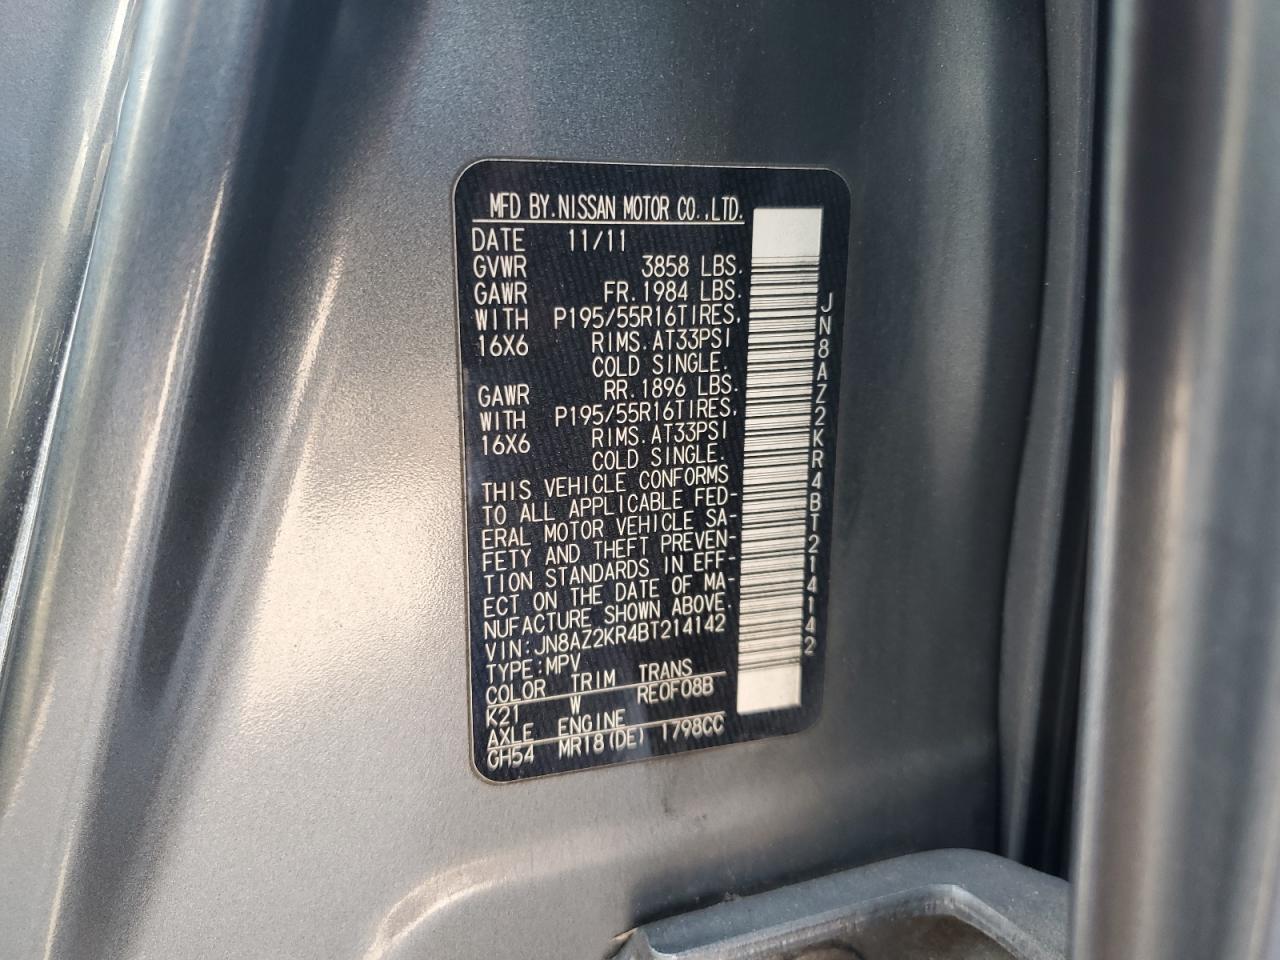 MFD BY.NISSAN MOTOR CO.,LTD.
DATE 11/11
GVWR 3858 LBS.
GAWR FR.1984 LBS.
WITH P195/55R16TIRES.
16X6 RIMS.AT33PSI
COLD SINGLE.
GAWR RR.1896 LBS.
WITH P195/55R16TIRES.
16X6 RIMS.AT33PSI
COLD SINGLE.
THIS VEHICLE CONFORMS
TO ALL APPLICABLE FED-
ERAL MOTOR VEHICLE SA-
FETY AND THEFT PREVEN-
TION STANDARDS IN EFF-
ECT ON THE DATE OF MA-
NUFACTURE SHOWN ABOVE.
VIN:JN8AZ2KR4BT214142
TYPE:MPV
COLOR TRIM TRANS
K21 W RE0F08B
AXLE ENGINE
GH54 MR18(DE) 1798CC
JN8AZ2KR4BT214142